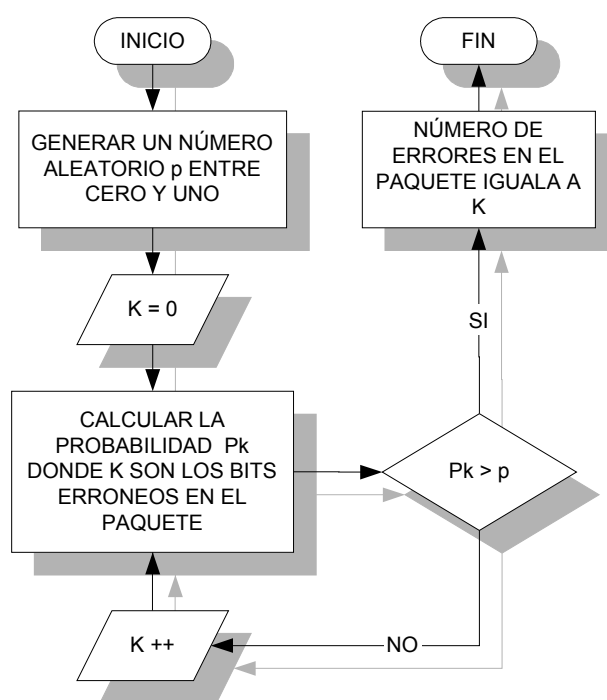 INICIO
GENERAR UN NÚMERO
ALEATORIO p ENTRE
CERO Y UNO
K = 0
CALCULAR LA
PROBABILIDAD Pk
DONDE K SON LOS BITS
ERRONEOS EN EL
PAQUETE
K ++
Pk > p
NO
SI
NÚMERO DE
ERRORES EN EL
PAQUETE IGUALA A
K
FIN